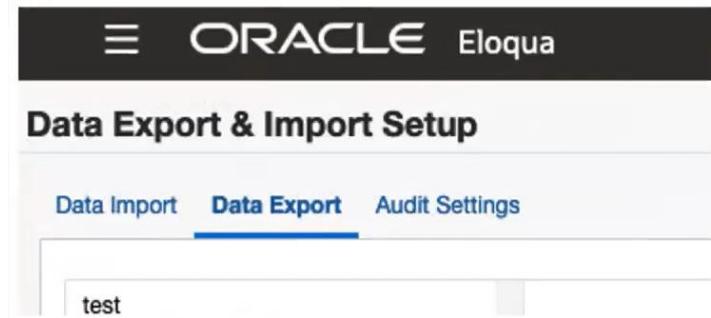 ORACLE Eloqua
Data Export & Import Setup
Data Import Data Export Audit Settings
test